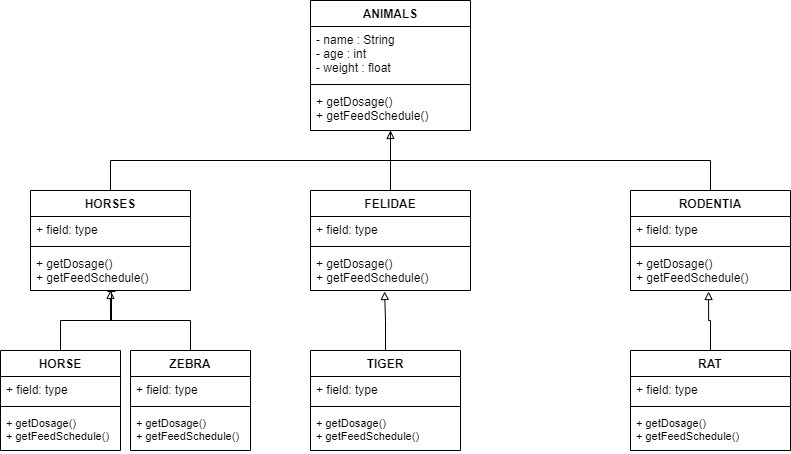 ANIMALS
- name : String
- age : int
- weight : float
+ getDosage()
+ getFeedSchedule()
HORSES
+ field: type
+ getDosage()
+ getFeedSchedule()
FELIDAE
+ field: type
+ getDosage()
+ getFeedSchedule()
RODENTIA
+ field: type
+ getDosage()
+ getFeedSchedule()
HORSE
+ field: type
+ getDosage()
+ getFeedSchedule()
ZEBRA
+ field: type
+ getDosage()
+ getFeedSchedule()
TIGER
+ field: type
+ getDosage()
+ getFeedSchedule()
RAT
+ field: type
+ getDosage()
+ getFeedSchedule()